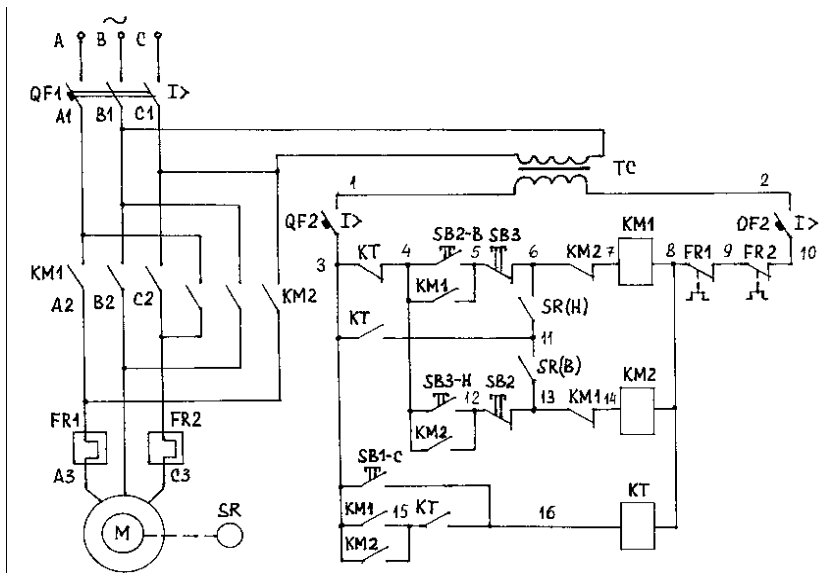 ~
A B C
QF1 I>
A1 B1 C1
TC
1 2
QF2 I> QF2 I>
KM1
3 KT 4 SB2-B 5 SB3 6 KM2 7 8 FR1 9 FR2 10
KM1
A2 B2 C2 KM2
KM1
SR(H)
KT 11
SR(B)
SB3-H 12 SB2 13 KM1 14 KM2
KM2
FR1 FR2
SB1-C
A3 C3
KT
KM1 15 KT 16
SR
M
KM2